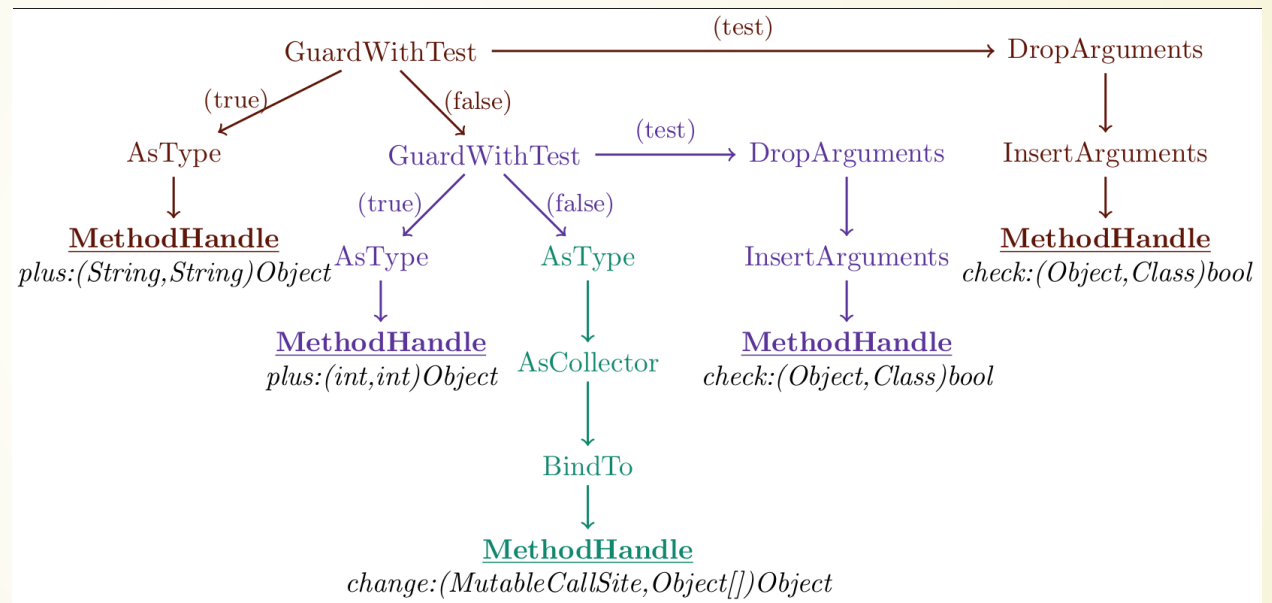 (test)
GuardWithTest
DropArguments
(true)
(false)
(test)
AsType
GuardWithTest
DropArguments
InsertArguments
(true)
(false)
MethodHandle
MethodHandle
plus:(String,String)Object
AsType
AsType
InsertArguments
check:(Object,Class)bool
MethodHandle
MethodHandle
plus:(int,int)Object
AsCollector
check:(Object,Class)bool
BindTo
MethodHandle
change:(MutableCallSite,Object[])Object